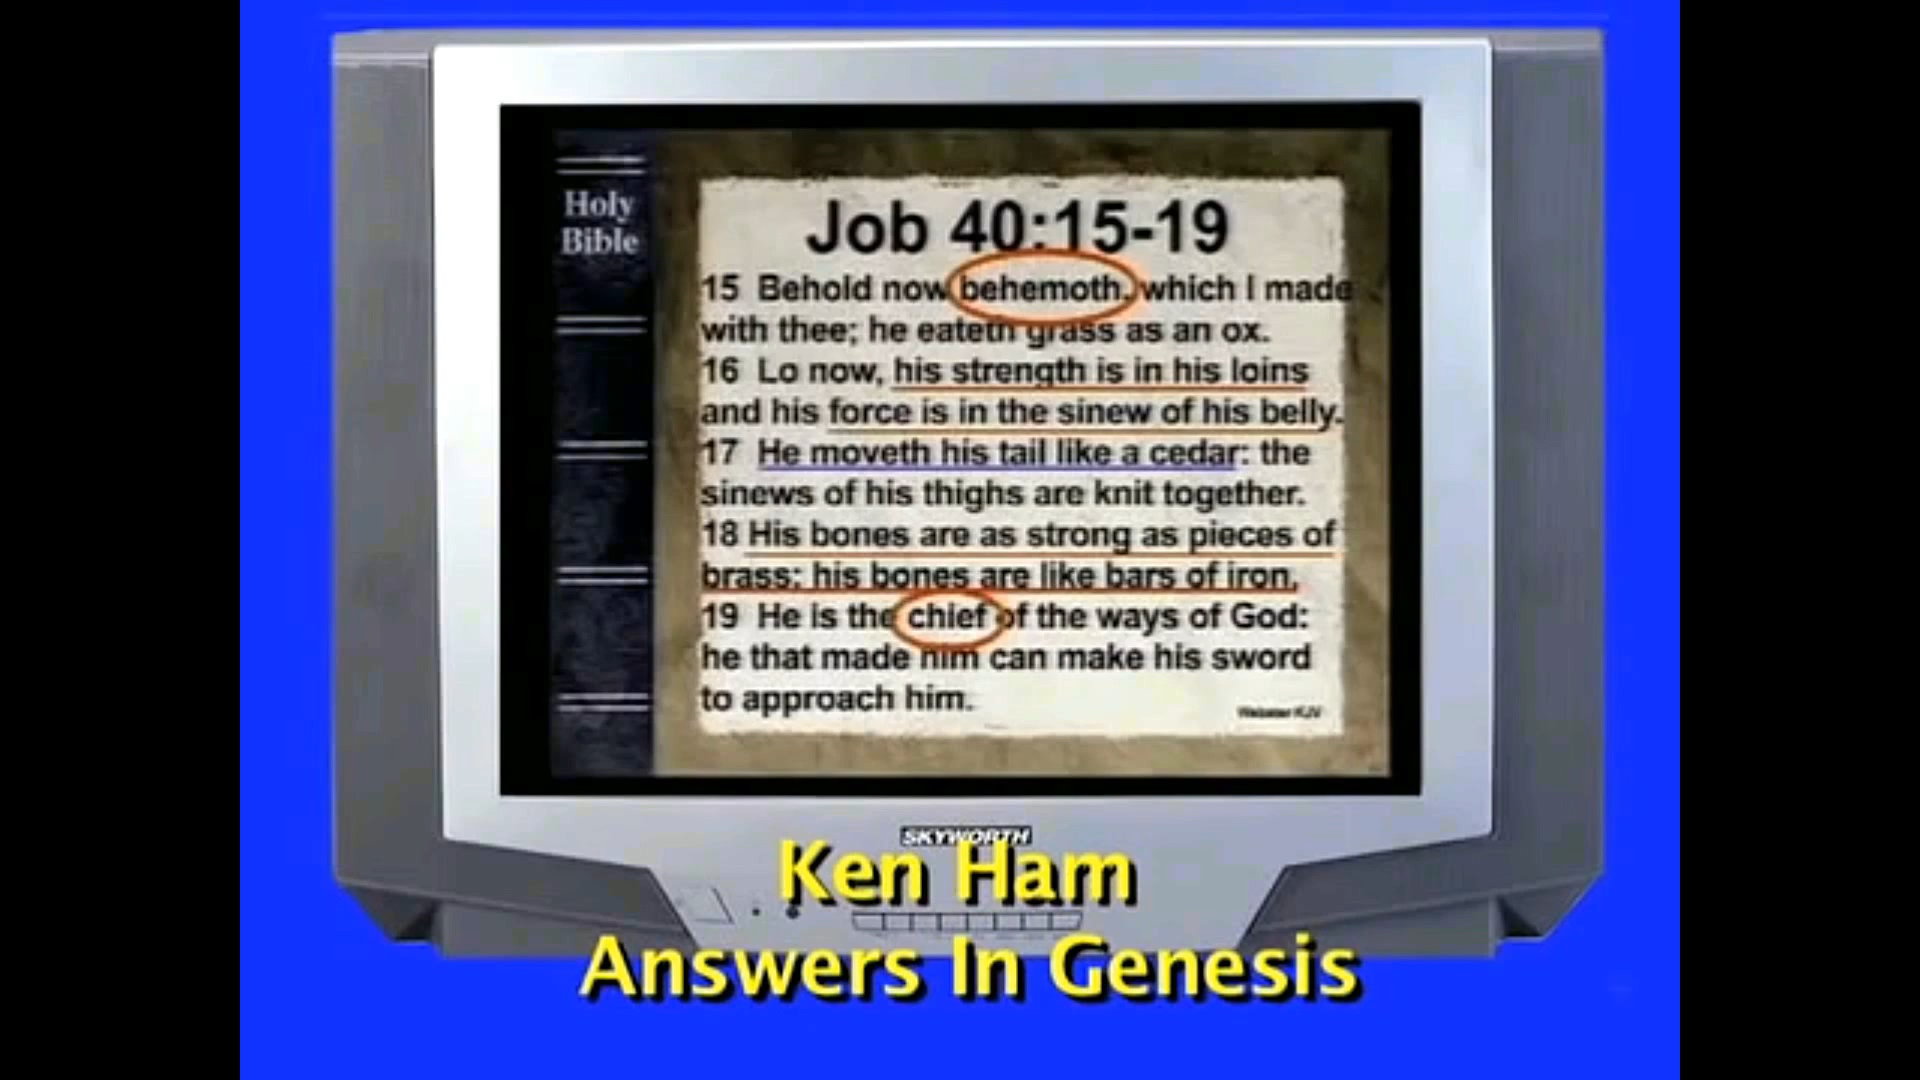 Holy
Bible
Job 40:15-19
15 Behold now behemoth, which I made
with thee; he eateth grass as an ox.
16 Lo now, his strength is in his loins
and his force is in the sinew of his belly.
17 He moveth his tail like a cedar: the
sinews of his thighs are knit together.
18 His bones are as strong as pieces of
brass; his bones are like bars of iron.
19 He is the chief of the ways of God:
he that made him can make his sword
to approach him.
Webster KJV
SKYWORTH
Ken Ham
Answers In Genesis